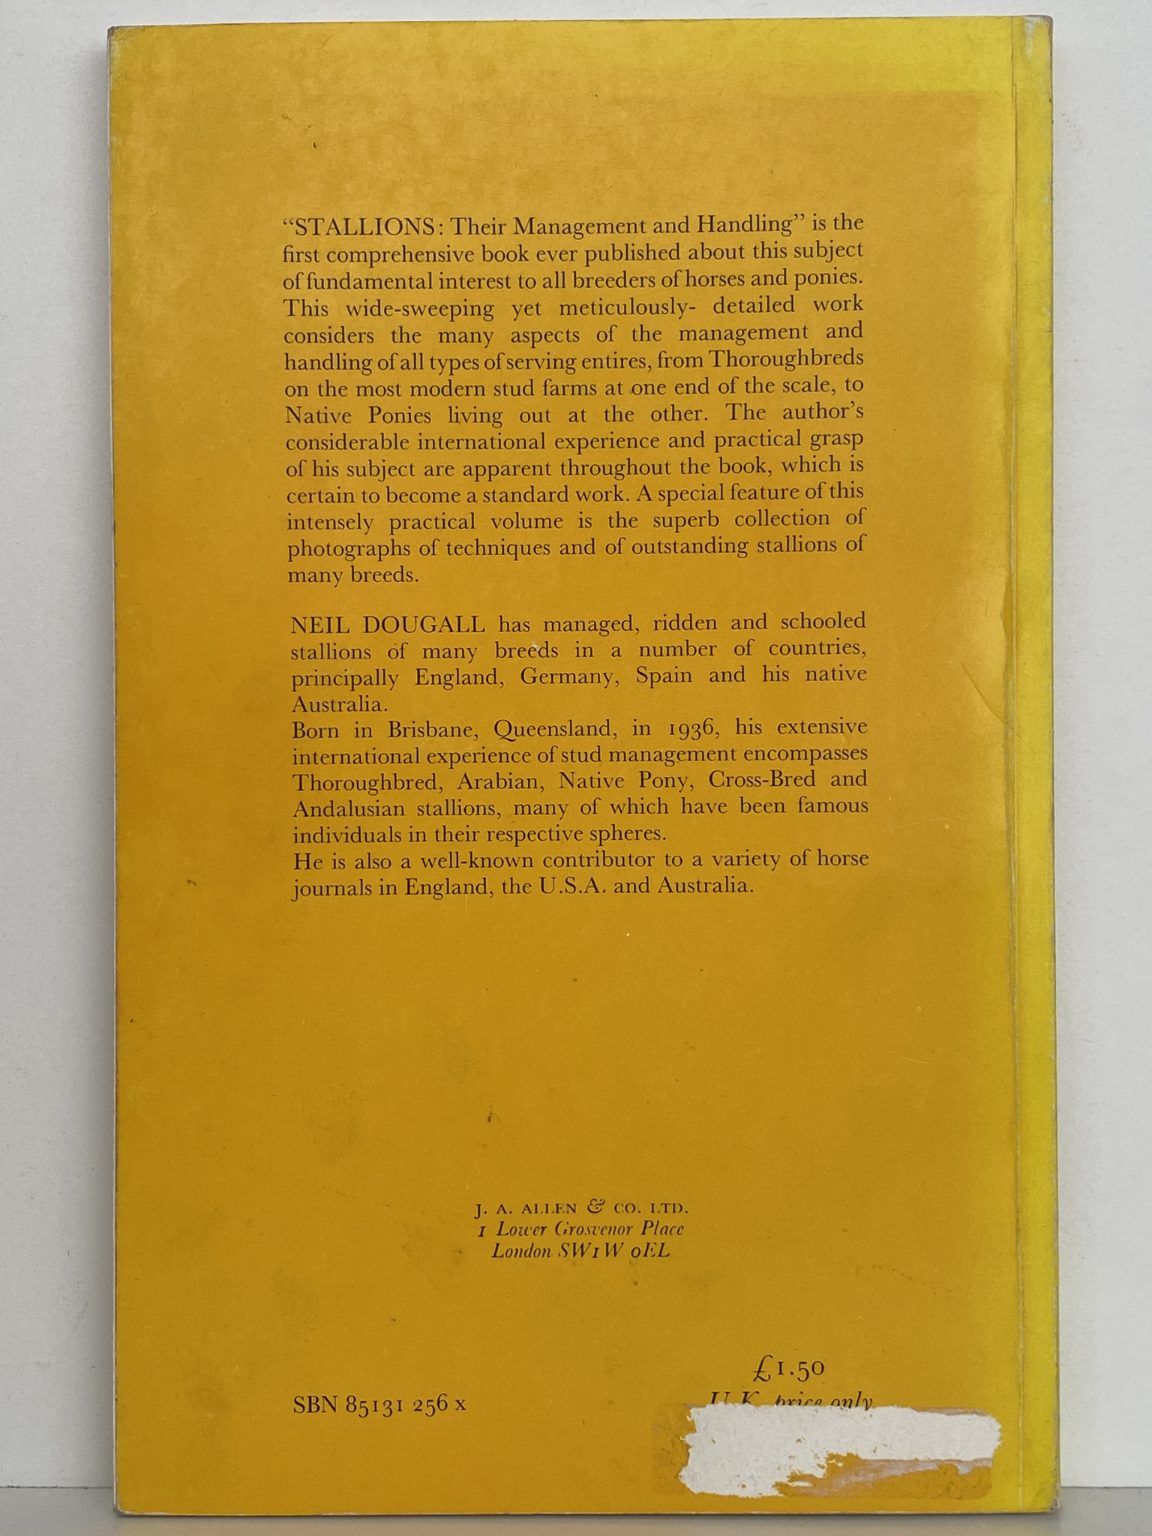 “STALLIONS: Their Management and Handling” is the
first comprehensive book ever published about this subject
of fundamental interest to all breeders of horses and ponies.
This wide-sweeping yet meticulously- detailed work
considers the many aspects of the management and
handling of all types of serving entires, from Thoroughbreds
on the most modern stud farms at one end of the scale, to
Native Ponies living out at the other. The author’s
considerable international experience and practical grasp
of his subject are apparent throughout the book, which is
certain to become a standard work. A special feature of this
intensely practical volume is the superb collection of
photographs of techniques and of outstanding stallions of
many breeds.
NEIL DOUGALL has managed, ridden and schooled
stallions of many breeds in a number of countries,
principally England, Germany, Spain and his native
Australia.
Born in Brisbane, Queensland, in 1936, his extensive
international experience of stud management encompasses
Thoroughbred, Arabian, Native Pony, Cross-Bred and
Andalusian stallions, many of which have been famous
individuals in their respective spheres.
He is also a well-known contributor to a variety of horse
journals in England, the U.S.A. and Australia.
J. A. ALLEN & CO. LTD.
1 Lower Grosvenor Place
London SW1W 0EL
£1.50
U.K. price only
SBN 85131 256 x